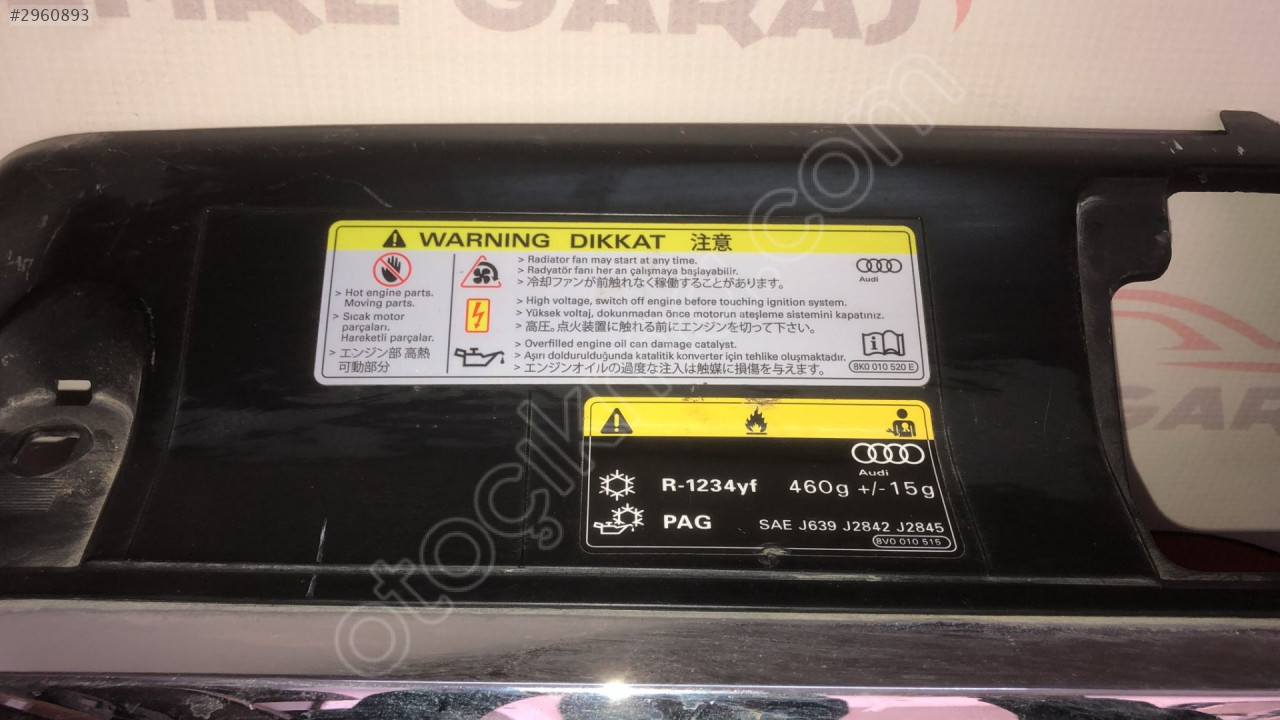 #2960893
GARAJ
WARNING DIKKAT 注意
> Hot engine parts.
Moving parts.
> Sıcak motor
parçaları.
Hareketli parçalar.
> エンジン部 高熱
可動部分
> Radiator fan may start at any time.
> Radyatör fanı her an çalışmaya başlayabilir.
> 冷却ファンが前触れなく稼働することがあります。
> High voltage, switch off engine before touching ignition system.
> Yüksek voltaj, dokunmadan önce motorun ateşleme sistemini kapatınız.
> 高圧。点火装置に触れる前にエンジンを切って下さい。
> Overfilled engine oil can damage catalyst.
> Aşırı doldurulduğunda katalitik konverter için tehlike oluşmaktadır.
> エンジンオイルの過度な注入は触媒に損傷を与えます。
Audi
8K0 010 520 E
Audi
R-1234yf 460g +/- 15g
PAG SAE J639 J2842 J2845
8V0 010 515
GARAJ
otoçıkma.com